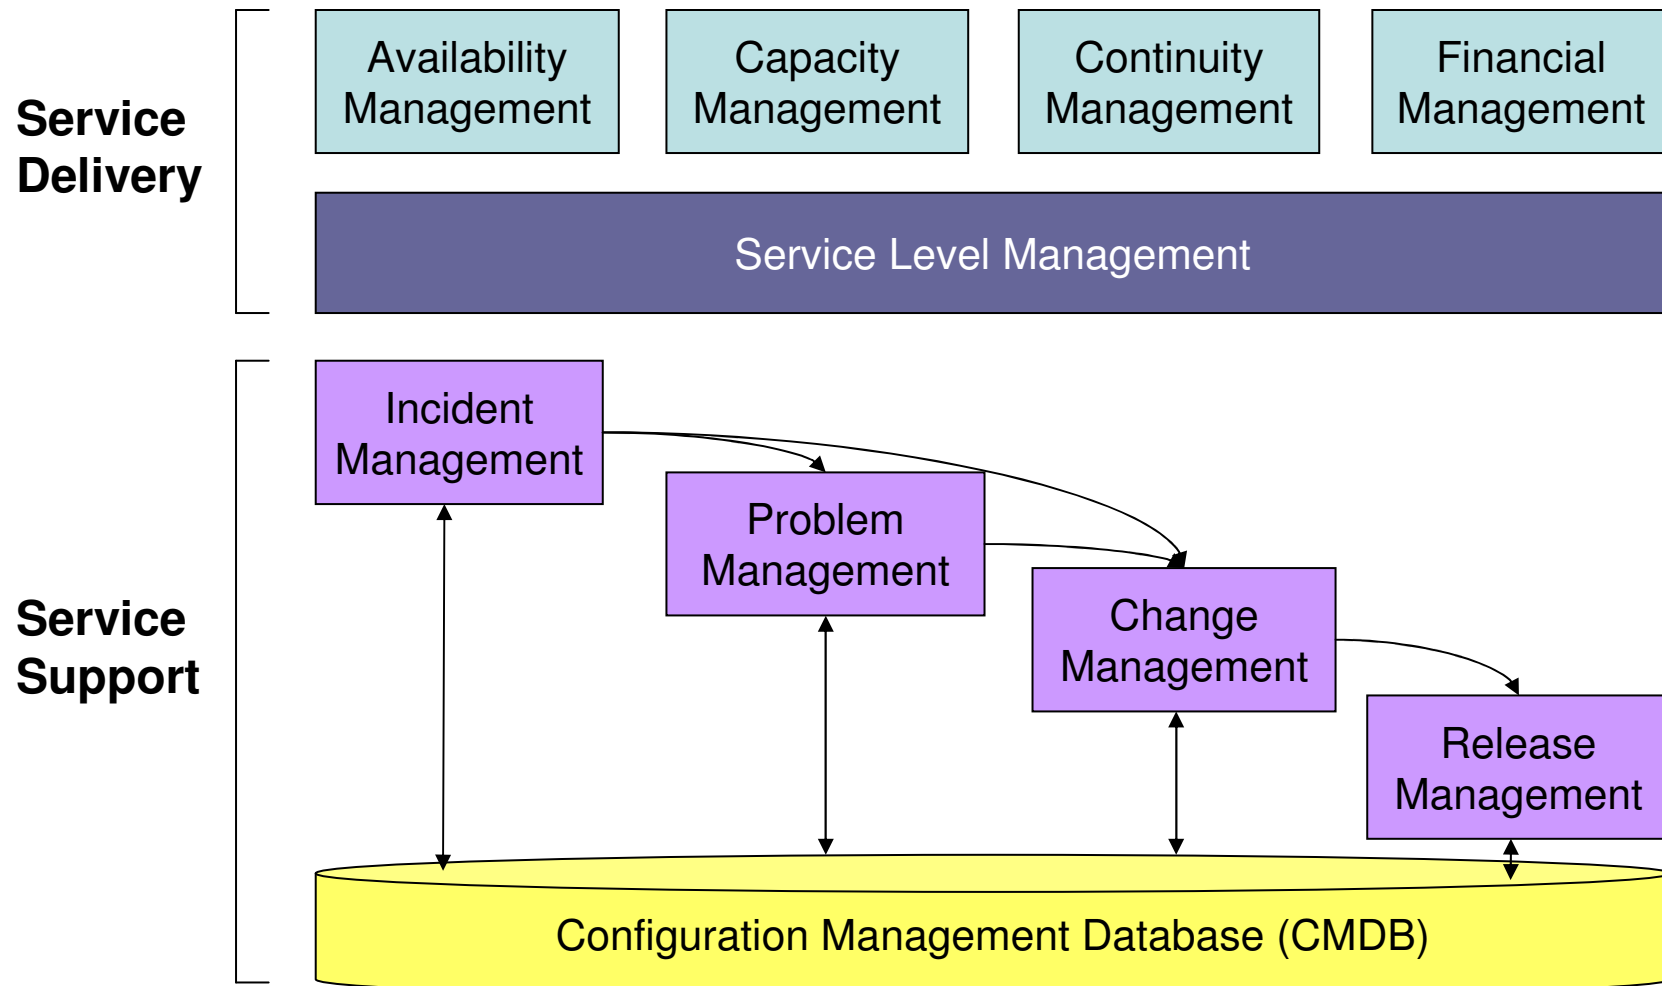 Service
Delivery
Availability
Management
Capacity
Management
Continuity
Management
Financial
Management
Service Level Management
Service
Support
Incident
Management
Problem
Management
Change
Management
Release
Management
Configuration Management Database (CMDB)